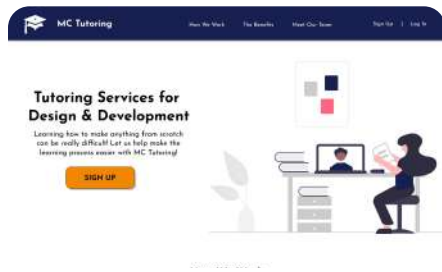 MC Tutoring
How We Work
The Benefits
Meet Our Team
Sign Up | Log In
Tutoring Services for
Design & Development
Learning how to make anything from scratch
can be really difficult! Let us help make the
learning process easier with MC Tutoring!
SIGN UP